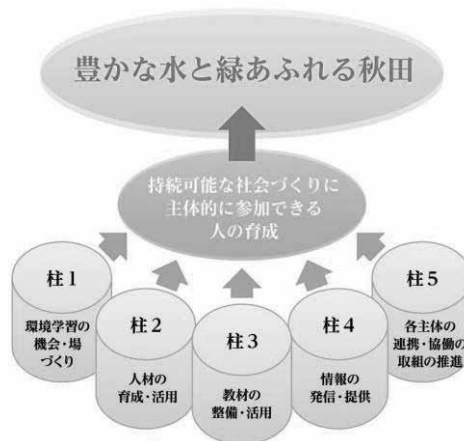 豊かな水と緑あふれる秋田
持続可能な社会づくりに
主体的に参加できる
人の育成
柱1
環境学習の
機会・場
づくり
柱2
人材の
育成・活用
柱3
教材の
整備・活用
柱4
情報の
発信・提供
柱5
各主体の
連携・協働の
取組の推進